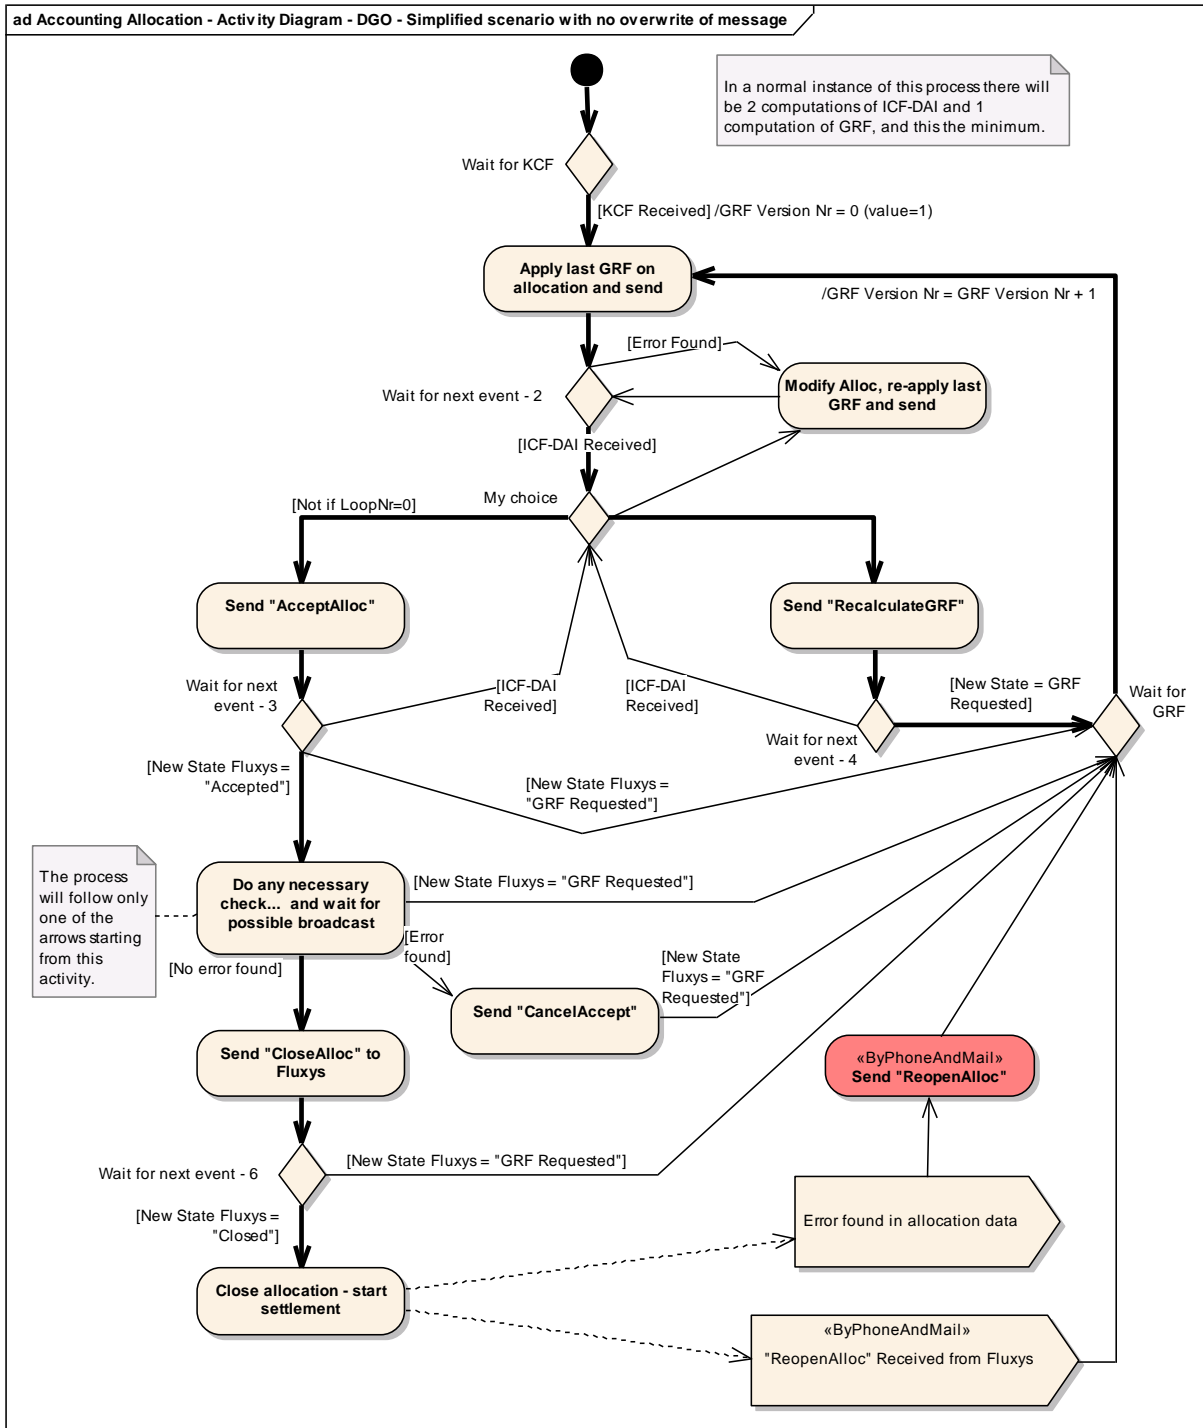 ad Accounting Allocation - Activity Diagram - DGO - Simplified scenario with no overwrite of message
In a normal instance of this process there will
be 2 computations of ICF-DAI and 1
computation of GRF, and this the minimum.
Wait for KCF
[KCF Received] /GRF Version Nr = 0 (value=1)
Apply last GRF on
allocation and send
/GRF Version Nr = GRF Version Nr + 1
[Error Found]
Modify Alloc, re-apply last
GRF and send
Wait for next event - 2
[ICF-DAI Received]
My choice
[Not if LoopNr=0]
Send "AcceptAlloc"
Send "RecalculateGRF"
Wait for next
event - 3
[ICF-DAI
Received]
[ICF-DAI
Received]
[New State = GRF
Requested]
Wait for
GRF
Wait for next
event - 4
[New State Fluxys =
"Accepted"]
[New State Fluxys =
"GRF Requested"]
The process
will follow only
one of the
arrows starting
from this
activity.
Do any necessary
check... and wait for
possible broadcast
[New State Fluxys = "GRF Requested"]
[Error
found]
[No error found]
[New State
Fluxys = "GRF
Requested"]
Send "CancelAccept"
Send "CloseAlloc" to
Fluxys
«ByPhoneAndMail»
Send "ReopenAlloc"
Wait for next event - 6
[New State Fluxys = "GRF Requested"]
[New State Fluxys =
"Closed"]
Error found in allocation data
Close allocation - start
settlement
«ByPhoneAndMail»
"ReopenAlloc" Received from Fluxys